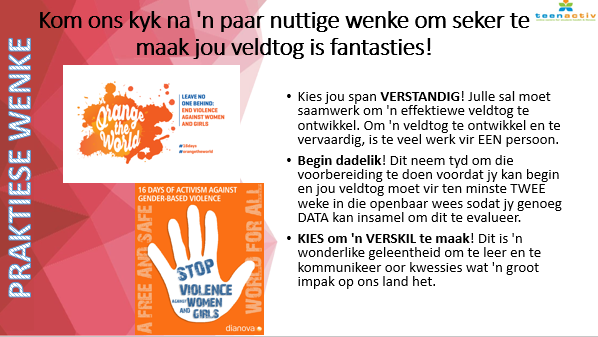 Kom ons kyk na 'n paar nuttige wenke om seker te
maak jou veldtog is fantasties!
teenactiv
PRAKTIESE WENKE
Orange
the
World
LEAVE NO
ONE BEHIND:
END VIOLENCE
AGAINST WOMEN
AND GIRLS
#16days
#orangetheworld
16 DAYS OF ACTIVISM AGAINST
GENDER-BASED VIOLENCE
A FREE AND SAFE
WORLD FOR ALL
STOP
VIOLENCE
AGAINST WOMEN
AND GIRLS
dianova
• Kies jou span VERSTANDIG! Julle sal moet
saamwerk om 'n effektiewe veldtog te
ontwikkel. Om 'n veldtog te ontwikkel en te
vervaardig, is te veel werk vir EEN persoon.
• Begin dadelik! Dit neem tyd om die
voorbereiding te doen voordat jy kan begin
en jou veldtog moet vir ten minste TWEE
weke in die openbaar wees sodat jy genoeg
DATA kan insamel om dit te evalueer.
• KIES om 'n VERSKIL te maak! Dit is 'n
wonderlike geleentheid om te leer en te
kommunikeer oor kwessies wat 'n groot
impak op ons land het.